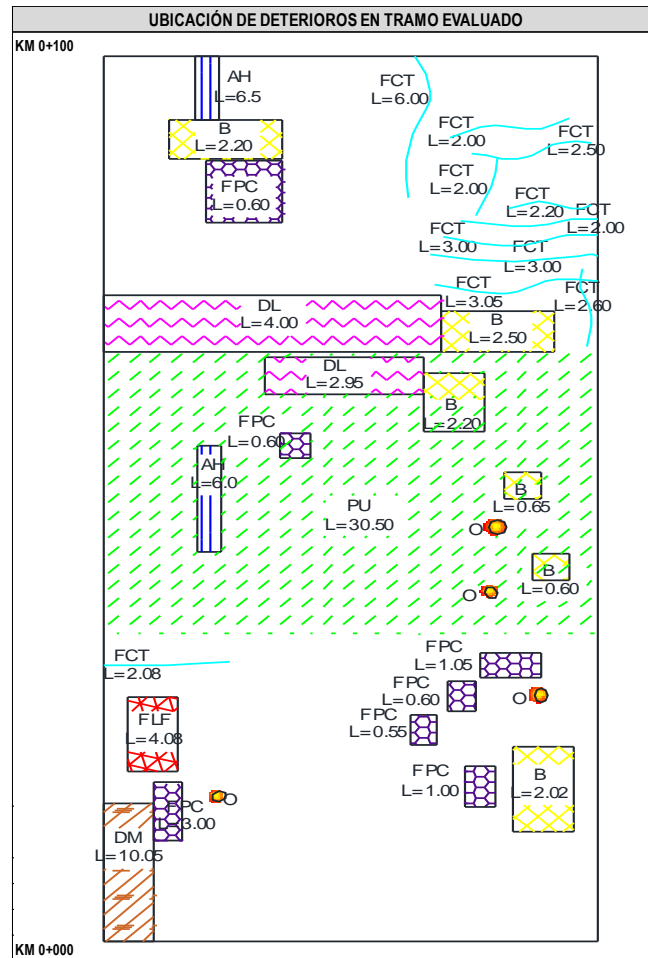 UBICACIÓN DE DETERIOROS EN TRAMO EVALUADO
KM 0+100
AH
L=6.5
FCT
L=6.00
B
L=2.20
FCT
L=2.00
FCT
L=2.50
FPC
L=0.60
FCT
L=2.00
FCT
L=2.20
FCT
L=2.00
FCT
L=3.00
FCT
L=3.00
FCT
L=3.05
FCT
L=2.60
DL
L=4.00
B
L=2.50
DL
L=2.95
B
L=2.20
FPC
L=0.60
AH
L=6.0
PU
L=30.50
B
L=0.65
O
B
L=0.60
O
FCT
L=2.08
FPC
L=1.05
FPC
L=0.60
O
FPC
L=0.55
FLF
L=4.08
FPC
L=1.00
B
L=2.02
O
FPC
L=3.00
DM
L=10.05
KM 0+000